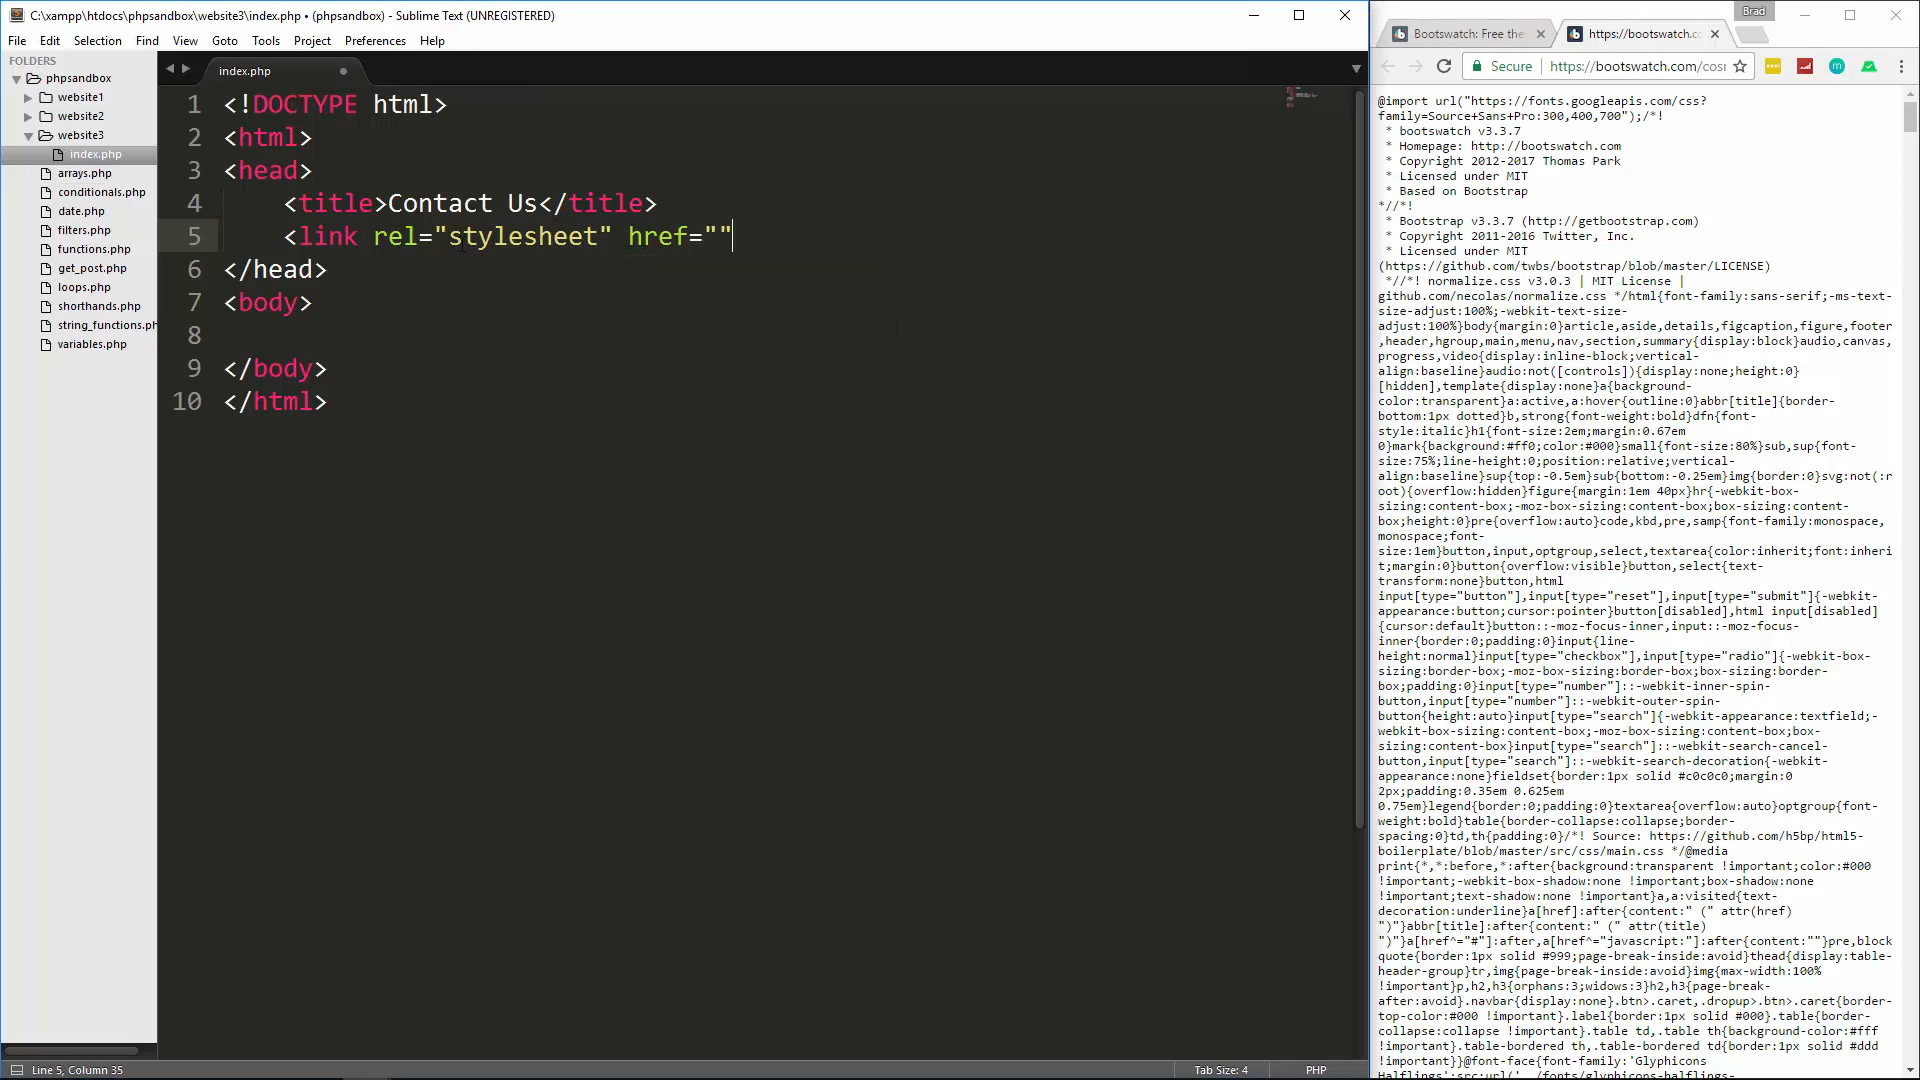 C:\xampp\htdocs\phpsandbox\website3\index.php • (phpsandbox) - Sublime Text (UNREGISTERED)
File Edit Selection Find View Goto Tools Project Preferences Help
FOLDERS
phpsandbox
website1
website2
website3
index.php
arrays.php
conditionals.php
date.php
filters.php
functions.php
get_post.php
loops.php
shorthands.php
string_functions.ph
variables.php
index.php
1 <!DOCTYPE html>
2 <html>
3 <head>
4 <title>Contact Us</title>
5 <link rel="stylesheet" href=""
6 </head>
7 <body>
8
9 </body>
10 </html>
Line 5, Column 35
Tab Size: 4
PHP
Brad
Bootswatch: Free the
https://bootswatch.co
Secure https://bootswatch.com/cos
@import url("https://fonts.googleapis.com/css?
family=Source+Sans+Pro:300,400,700");/*!
* bootswatch v3.3.7
* Homepage: http://bootswatch.com
* Copyright 2012-2017 Thomas Park
* Licensed under MIT
* Based on Bootstrap
*//*!
* Bootstrap v3.3.7 (http://getbootstrap.com)
* Copyright 2011-2016 Twitter, Inc.
* Licensed under MIT
(https://github.com/twbs/bootstrap/blob/master/LICENSE)
*//*! normalize.css v3.0.3 | MIT License |
github.com/necolas/normalize.css */html{font-family:sans-serif;-ms-text-
size-adjust:100%;-webkit-text-size-
adjust:100%}body{margin:0}article,aside,details,figcaption,figure,footer
,header,hgroup,main,menu,nav,section,summary{display:block}audio,canvas,
progress,video{display:inline-block;vertical-
align:baseline}audio:not([controls]){display:none;height:0}
[hidden],template{display:none}a{background-
color:transparent}a:active,a:hover{outline:0}abbr[title]{border-
bottom:1px dotted}b,strong{font-weight:bold}dfn{font-
style:italic}h1{font-size:2em;margin:0.67em
0}mark{background:#ff0;color:#000}small{font-size:80%}sub,sup{font-
size:75%;line-height:0;position:relative;vertical-
align:baseline}sup{top:-0.5em}sub{bottom:-0.25em}img{border:0}svg:not(:r
oot){overflow:hidden}figure{margin:1em 40px}hr{-webkit-box-
sizing:content-box;-moz-box-sizing:content-box;box-sizing:content-
box;height:0}pre{overflow:auto}code,kbd,pre,samp{font-family:monospace,
monospace;font-
size:1em}button,input,optgroup,select,textarea{color:inherit;font:inheri
t;margin:0}button{overflow:visible}button,select{text-
transform:none}button,html
input[type="button"],input[type="reset"],input[type="submit"]{-webkit-
appearance:button;cursor:pointer}button[disabled],html input[disabled]
{cursor:default}button::-moz-focus-inner,input::-moz-focus-
inner{border:0;padding:0}input{line-
height:normal}input[type="checkbox"],input[type="radio"]{-webkit-box-
sizing:border-box;-moz-box-sizing:border-box;box-sizing:border-
box;padding:0}input[type="number"]::-webkit-inner-spin-
button,input[type="number"]::-webkit-outer-spin-
button{height:auto}input[type="search"]{-webkit-appearance:textfield;-
webkit-box-sizing:content-box;-moz-box-sizing:content-box;box-
sizing:content-box}input[type="search"]::-webkit-search-cancel-
button,input[type="search"]::-webkit-search-decoration{-webkit-
appearance:none}fieldset{border:1px solid #c0c0c0;margin:0
2px;padding:0.35em 0.625em
0.75em}legend{border:0;padding:0}textarea{overflow:auto}optgroup{font-
weight:bold}table{border-collapse:collapse;border-
spacing:0}td,th{padding:0}/*! Source: https://github.com/h5bp/html5-
boilerplate/blob/master/src/css/main.css */@media
print{*,*:before,*:after{background:transparent !important;color:#000
!important;-webkit-box-shadow:none !important;box-shadow:none
!important;text-shadow:none !important}a,a:visited{text-
decoration:underline}a[href]:after{content:" (" attr(href)
")"}abbr[title]:after{content:" (" attr(title)
")"}a[href^="#"]:after,a[href^="javascript:"]:after{content:""}pre,block
quote{border:1px solid #999;page-break-inside:avoid}thead{display:table-
header-group}tr,img{page-break-inside:avoid}img{max-width:100%
!important}p,h2,h3{orphans:3;widows:3}h2,h3{page-break-
after:avoid}.navbar{display:none}.btn>.caret,.dropup>.btn>.caret{border-
top-color:#000 !important}.label{border:1px solid #000}.table{border-
collapse:collapse !important}.table td,.table th{background-color:#fff
!important}.table-bordered th,.table-bordered td{border:1px solid #ddd
!important}}@font-face{font-family:'Glyphicons
Halflings';src:url('../fonts/glyphicons-halflings-